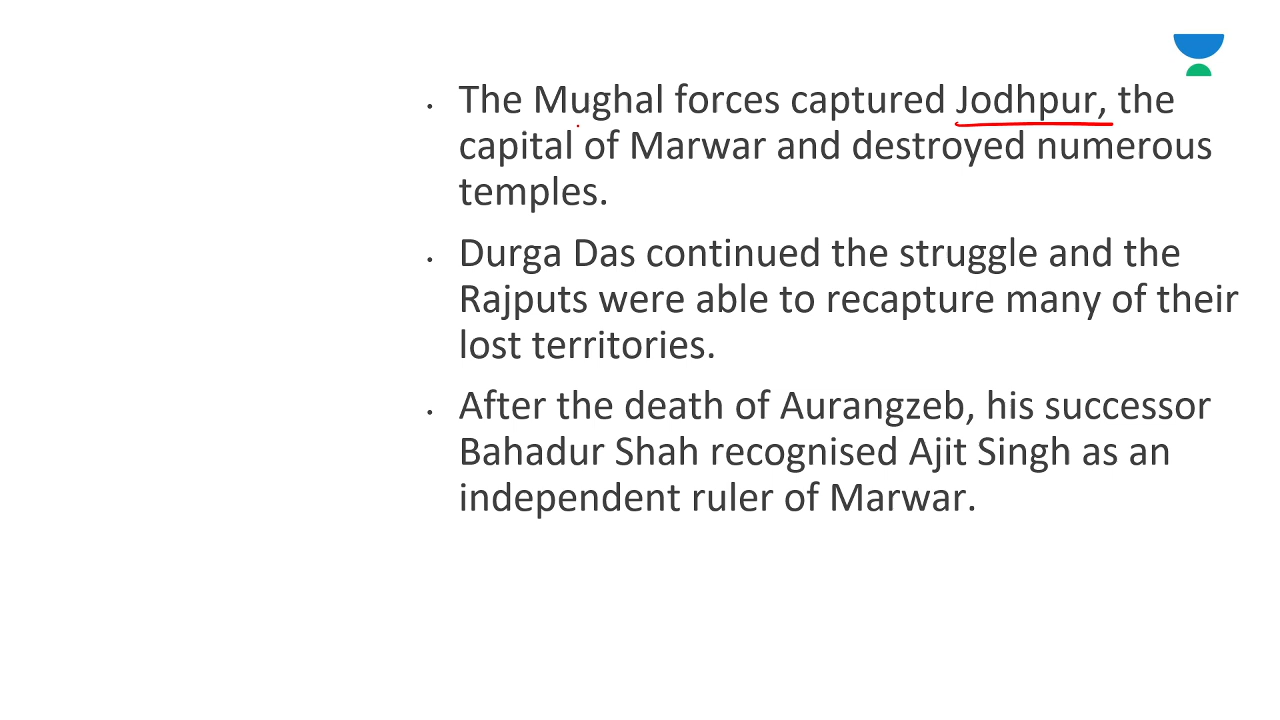 • The Mughal forces captured Jodhpur, the
capital of Marwar and destroyed numerous
temples.
• Durga Das continued the struggle and the
Rajputs were able to recapture many of their
lost territories.
• After the death of Aurangzeb, his successor
Bahadur Shah recognised Ajit Singh as an
independent ruler of Marwar.